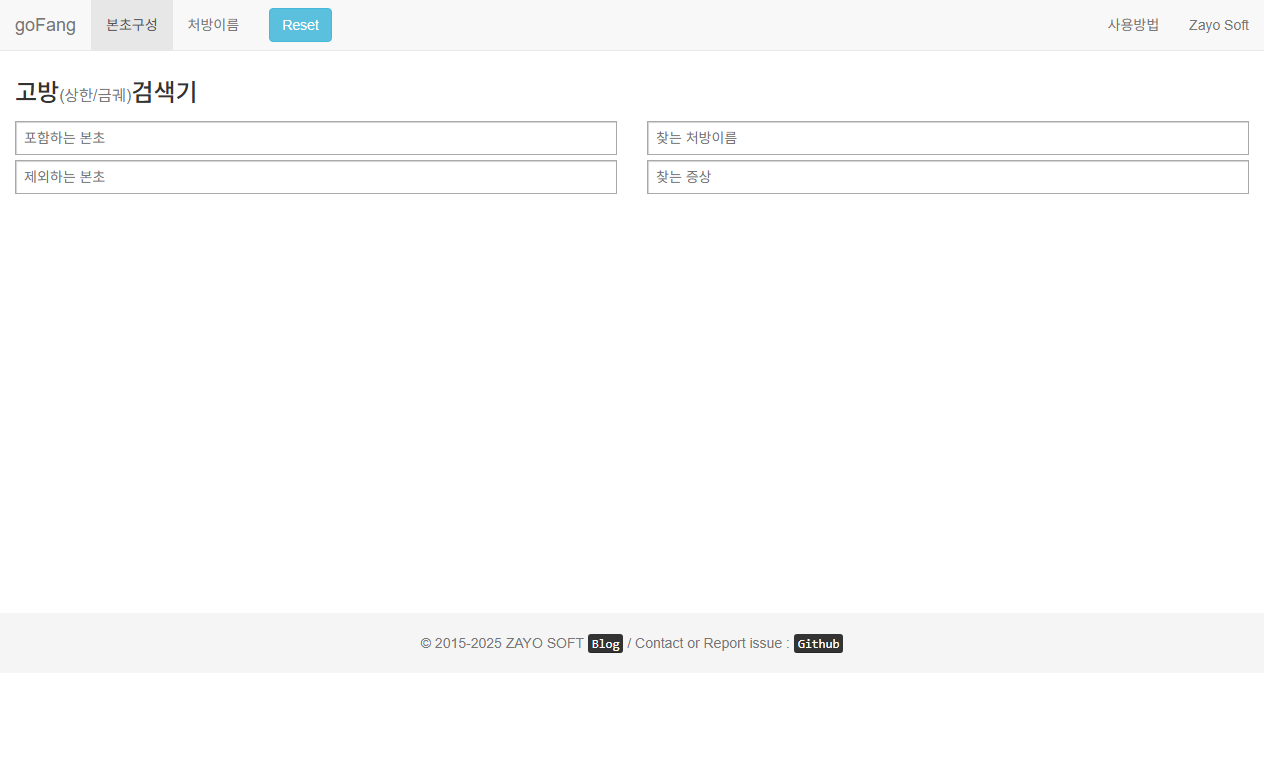 goFang 본초구성 처방이름 Reset 사용방법 Zayo Soft
고방(상한/금궤)검색기
포함하는 본초
찾는 처방이름
제외하는 본초
찾는 증상
© 2015-2025 ZAYO SOFT Blog / Contact or Report issue : Github